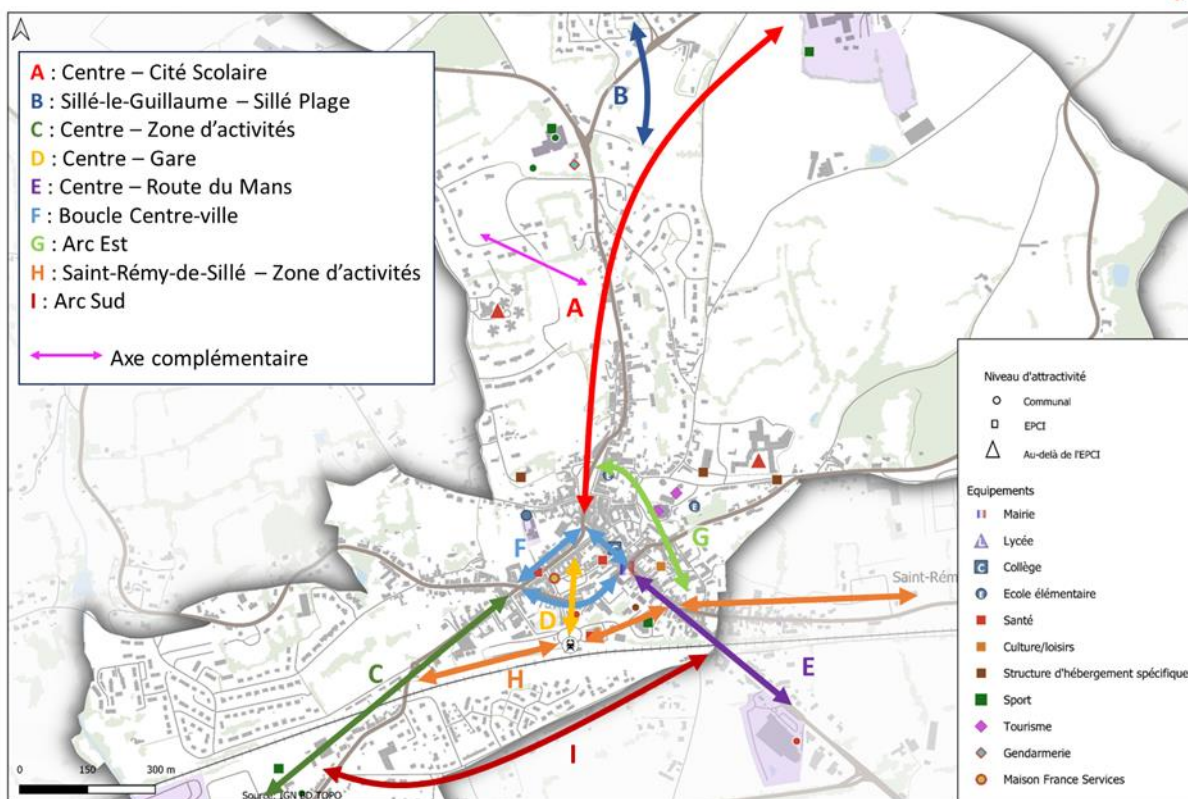 A : Centre – Cité Scolaire
B : Sillé-le-Guillaume – Sillé Plage
C : Centre – Zone d'activités
D : Centre – Gare
E : Centre – Route du Mans
F : Boucle Centre-ville
G : Arc Est
H : Saint-Rémy-de-Sillé – Zone d'activités
I : Arc Sud
Axe complémentaire
B
A
F
G
D
C
H
E
I
Saint-Rémy
Niveau d'attractivité
Communal
EPCI
Au-delà de l'EPCI
Equipements
Mairie
L Lycée
C Collège
E Ecole élémentaire
Santé
Culture/loisirs
Structure d'hébergement spécifique
Sport
Tourisme
Gendarmerie
Maison France Services
0 150 300 m
Source: IGN BD TOPO